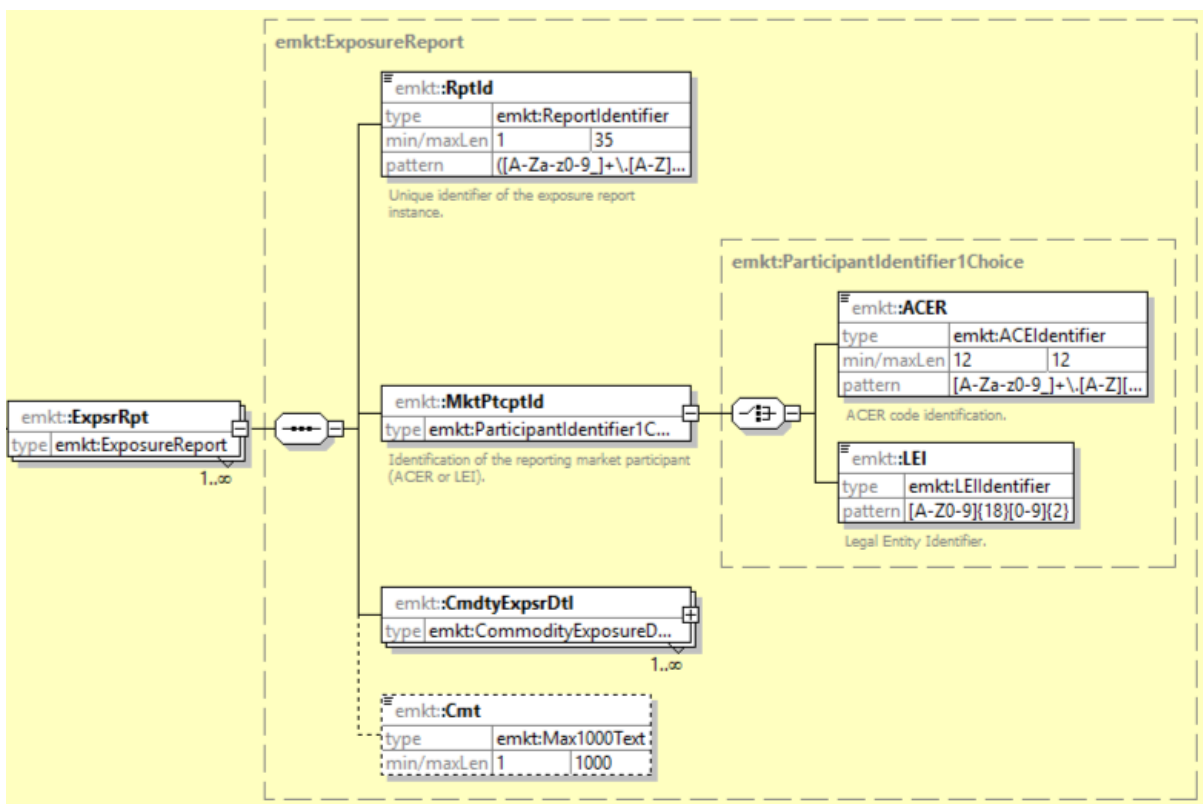 emkt:ExposureReport
emkt::RptId
type emkt:ReportIdentifier
min/maxLen 1 35
pattern ([A-Za-z0-9_]+\.[A-Z]...
Unique identifier of the exposure report
instance.
emkt:ParticipantIdentifier1Choice
emkt::ACER
type emkt:ACEIdentifier
min/maxLen 12 12
pattern [A-Za-z0-9_]+\.[A-Z][...
ACER code identification.
emkt::ExpsrRpt
type emkt:ExposureReport
1..∞
emkt::MktPtcptId
type emkt:ParticipantIdentifier1C...
Identification of the reporting market participant
(ACER or LEI).
emkt::LEI
type emkt:LEIIdentifier
pattern [A-Z0-9]{18}[0-9]{2}
Legal Entity Identifier.
emkt::CmdtyExpsrDtl
type emkt:CommodityExposureD...
1..∞
emkt::Cmt
type emkt:Max1000Text
min/maxLen 1 1000